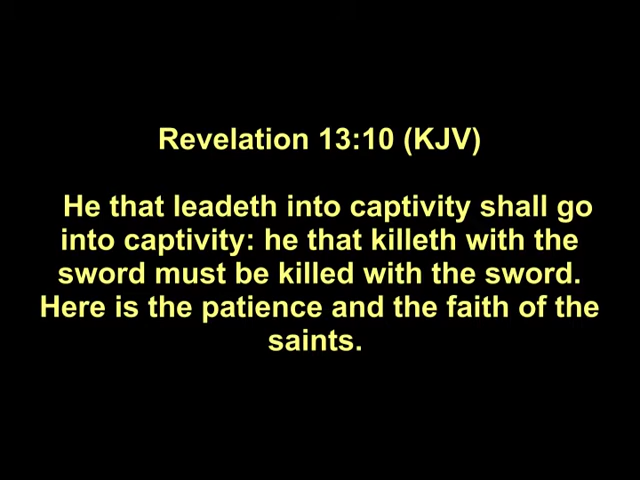 Revelation 13:10 (KJV)
He that leadeth into captivity shall go
into captivity: he that killeth with the
sword must be killed with the sword.
Here is the patience and the faith of the
saints.